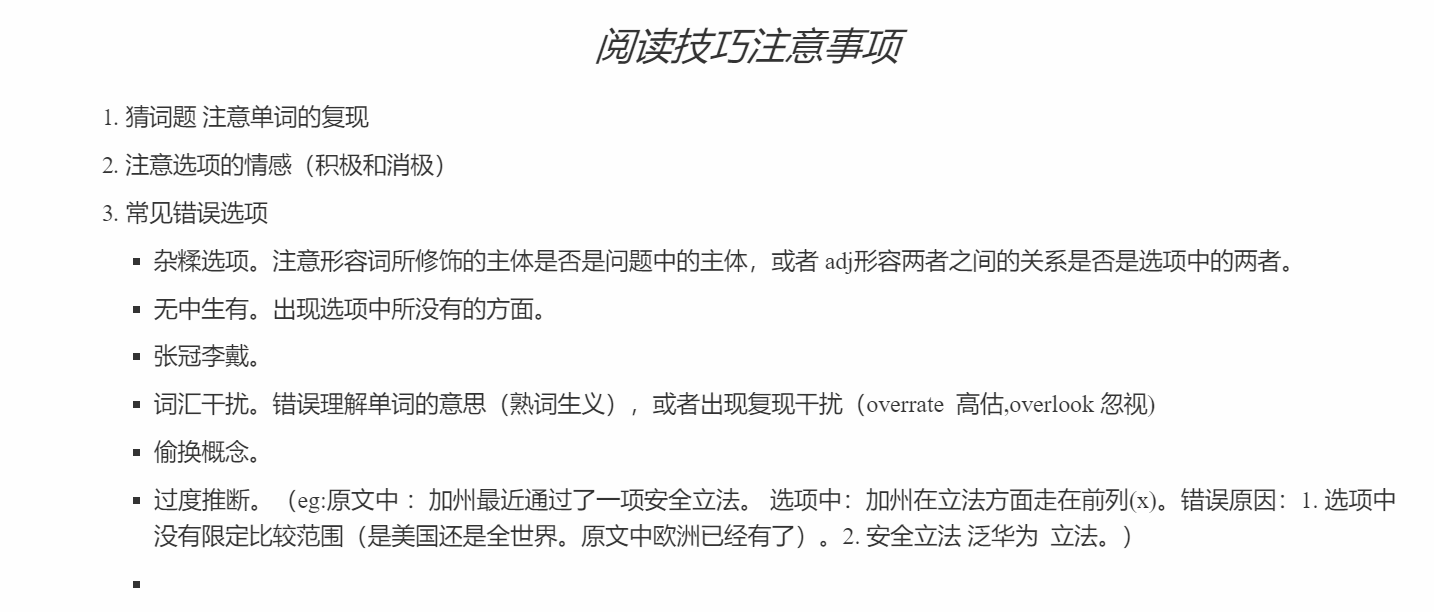 阅读技巧注意事项
1. 猜词题 注意单词的复现
2. 注意选项的情感（积极和消极）
3. 常见错误选项
▪ 杂糅选项。注意形容词所修饰的主体是否是问题中的主体，或者 adj形容两者之间的关系是否是选项中的两者。
▪ 无中生有。出现选项中所没有的方面。
▪ 张冠李戴。
▪ 词汇干扰。错误理解单词的意思（熟词生义），或者出现复现干扰（overrate  高估,overlook 忽视)
▪ 偷换概念。
▪ 过度推断。（eg:原文中 ：加州最近通过了一项安全立法。 选项中：加州在立法方面走在前列(x)。错误原因：1. 选项中
没有限定比较范围（是美国还是全世界。原文中欧洲已经有了）。2. 安全立法 泛华为  立法。）
▪